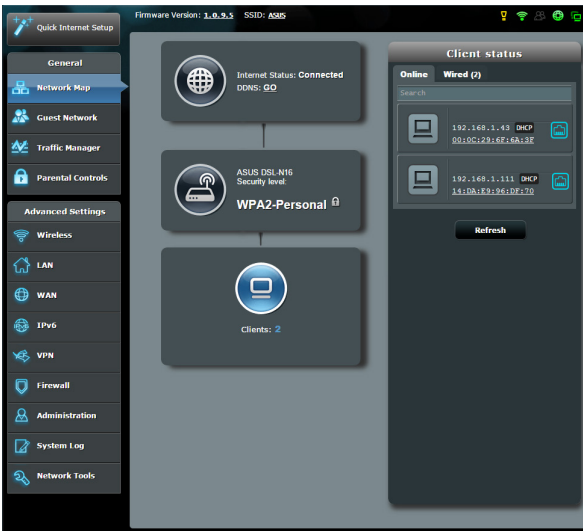 Quick Internet Setup
Firmware Version: 1.0.9.5 SSID: ASUS
General
Network Map
Guest Network
Traffic Manager
Parental Controls
Advanced Settings
Wireless
LAN
WAN
IPv6
VPN
Firewall
Administration
System Log
Network Tools
Internet Status: Connected
DDNS: GO
ASUS DSL-N16
Security level:
WPA2-Personal
Clients: 2
Client status
Online Wired (2)
Search
192.168.1.43 DHCP
00:0C:29:6F:6A:3F
192.168.1.111 DHCP
14:DA:E9:96:DF:70
Refresh